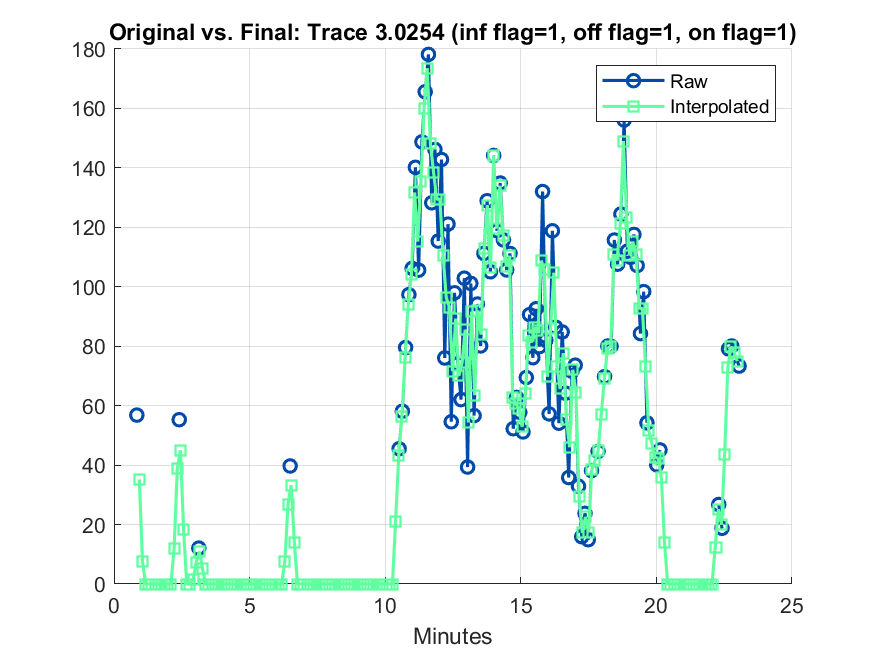 Original vs. Final: Trace 3.0254 (inf flag=1, off flag=1, on flag=1)
180
160
140
120
100
80
60
40
20
0
Raw
Interpolated
0 5 10 15 20 25
Minutes